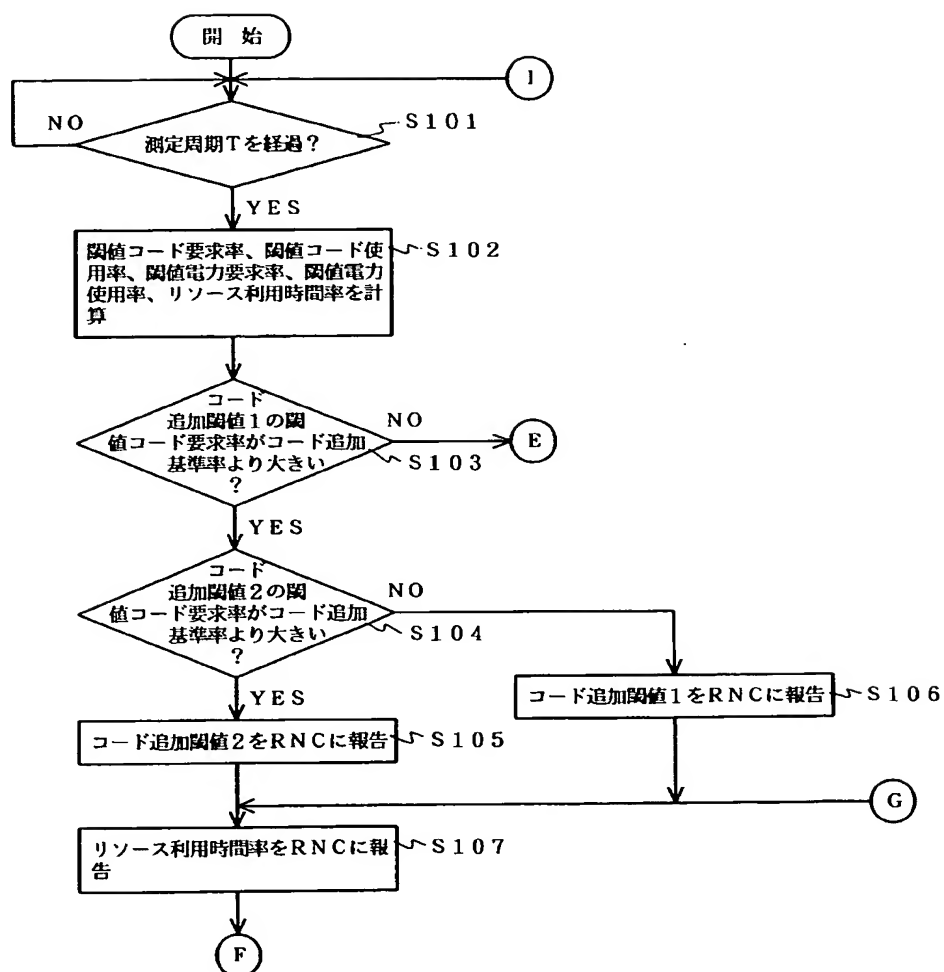 開 始
I
NO
測定周期Tを経過?
S101
YES
閾値コード要求率、閾値コード使
用率、閾値電力要求率、閾値電力
使用率、リソース利用時間率を計
算
S102
コード
追加閾値1の閾
値コード要求率がコード追加
基準率より大きい
?
NO
S103
E
YES
コード
追加閾値2の閾
値コード要求率がコード追加
基準率より大きい
?
NO
S104
YES
コード追加閾値1をRNCに報告
S106
コード追加閾値2をRNCに報告
S105
G
リソース利用時間率をRNCに報
告
S107
F